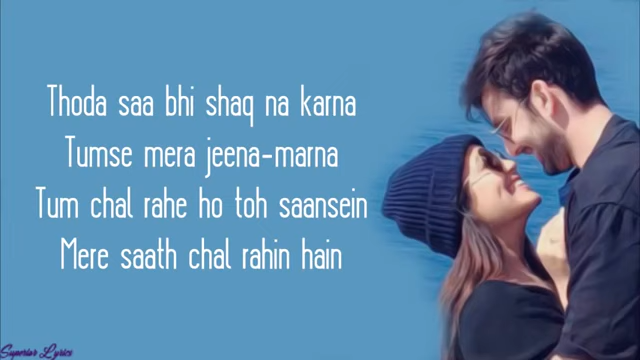 Thoda saa bhi shaq na karna
Tumse mera jeena-marna
Tum chal rahe ho toh saansein
Mere saath chal rahin hain
Superior Lyrics